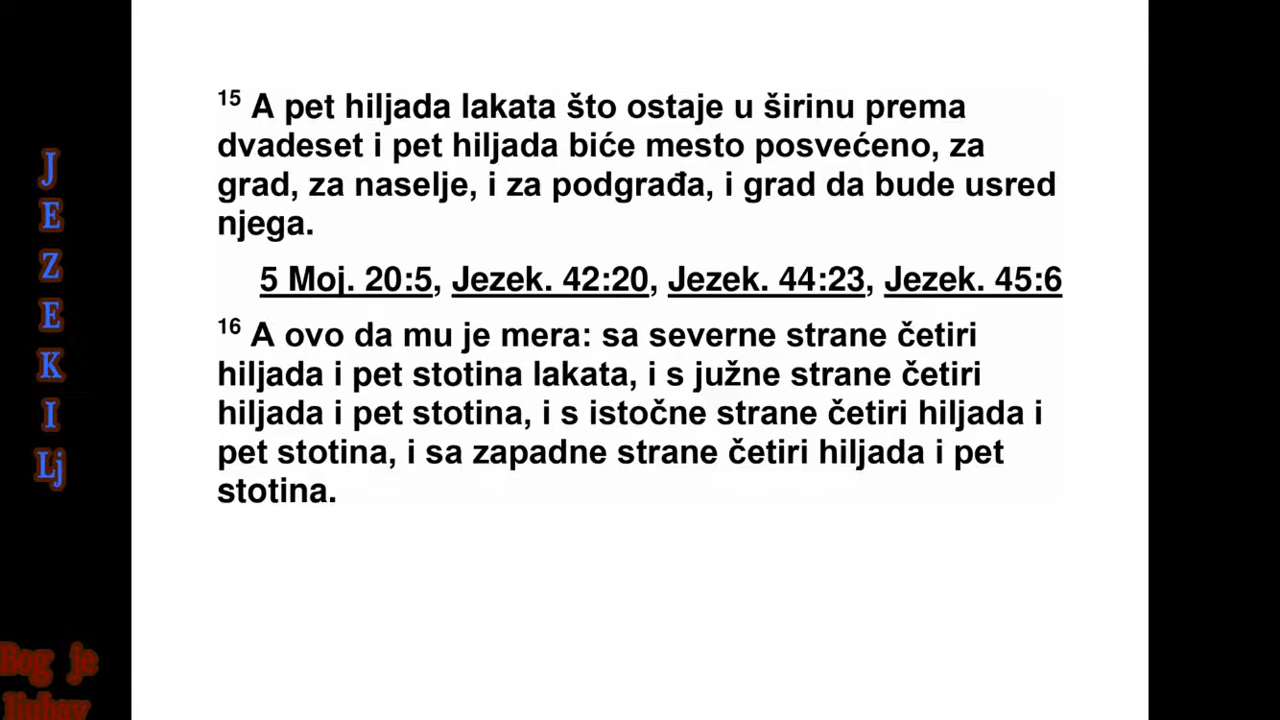 J
E
Z
E
K
I
Lj
Bog je
ljubav
15 A pet hiljada lakata što ostaje u širinu prema
dvadeset i pet hiljada biće mesto posvećeno, za
grad, za naselje, i za podgrađa, i grad da bude usred
njega.
5 Moj. 20:5, Jezek. 42:20, Jezek. 44:23, Jezek. 45:6
16 A ovo da mu je mera: sa severne strane četiri
hiljada i pet stotina lakata, i s južne strane četiri
hiljada i pet stotina, i s istočne strane četiri hiljada i
pet stotina, i sa zapadne strane četiri hiljada i pet
stotina.